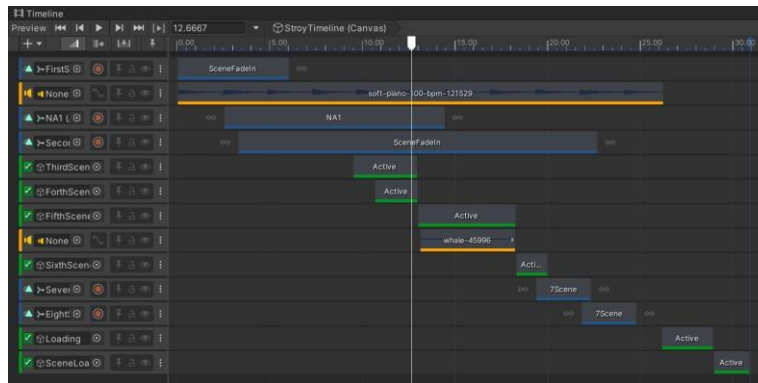 Timeline
Preview 12.6667 StroyTimeline (Canvas)
0.00 5.00 10.00 15.00 20.00 25.00 30.00
FirstS SceneFadeIn
None soft-piano-100-bpm-121529
NA1 (. NA1
Secon SceneFadeIn
ThirdScen Active
ForthScen Active
FifthScene Active
None whale-45996
SixthScen Acti...
Seven 7Scene
Eight! 7Scene
Loading Active
SceneLoa Active